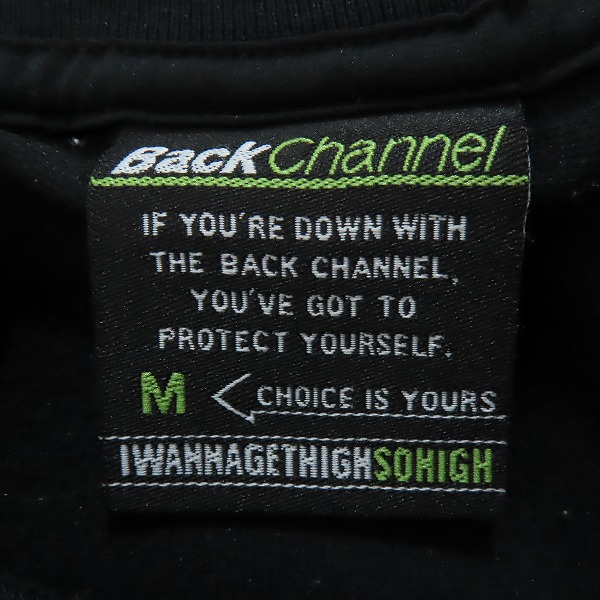 Back Channel
IF YOU'RE DOWN WITH
THE BACK CHANNEL,
YOU'VE GOT TO
PROTECT YOURSELF.
M CHOICE IS YOURS
IWANNAGETHIGHSOHIGH